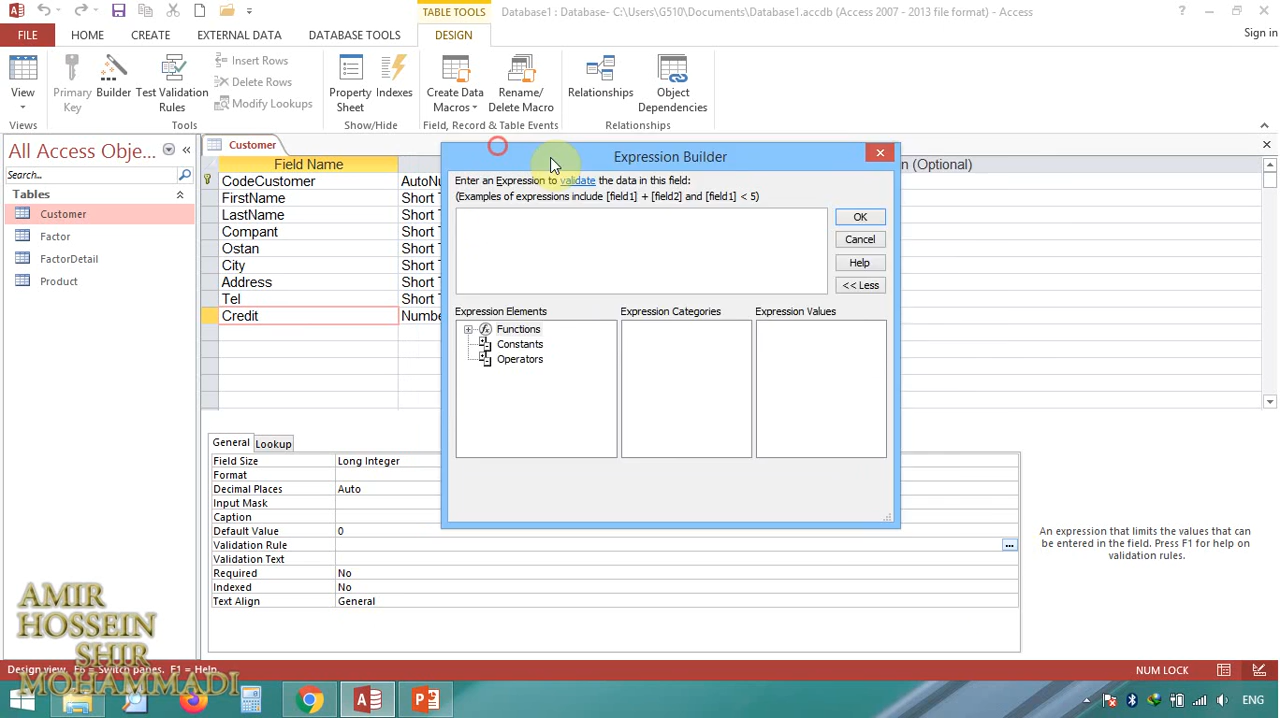 TABLE TOOLS
Database1 : Database- C:\Users\G510\Documents\Database1.accdb (Access 2007 - 2013 file format) - Access
Sign in
FILE
HOME
CREATE
EXTERNAL DATA
DATABASE TOOLS
DESIGN
View
Primary
Key
Builder
Test Validation
Rules
Insert Rows
Delete Rows
Modify Lookups
Property
Sheet
Indexes
Create Data
Macros
Rename/
Delete Macro
Relationships
Object
Dependencies
Views
Tools
Show/Hide
Field, Record & Table Events
Relationships
All Access Obje...
Search...
Tables
Customer
Factor
FactorDetail
Product
Customer
Field Name
n (Optional)
CodeCustomer AutoNu
FirstName Short T
LastName Short T
Compant Short T
Ostan Short T
City Short T
Address Short T
Tel Short T
Credit Numbe
Expression Builder
Enter an Expression to validate the data in this field:
(Examples of expressions include [field1] + [field2] and [field1] < 5)
OK
Cancel
Help
<< Less
Expression Elements
Expression Categories
Expression Values
Functions
Constants
Operators
General
Lookup
Field Size Long Integer
Format
Decimal Places Auto
Input Mask
Caption
Default Value 0
Validation Rule
Validation Text
Required No
Indexed No
Text Align General
An expression that limits the values that can
be entered in the field. Press F1 for help on
validation rules.
AMIR
HOSSEIN
SHIR
MOHAMMADI
Design view. F6 = Switch panes. F1 = Help.
NUM LOCK
ENG